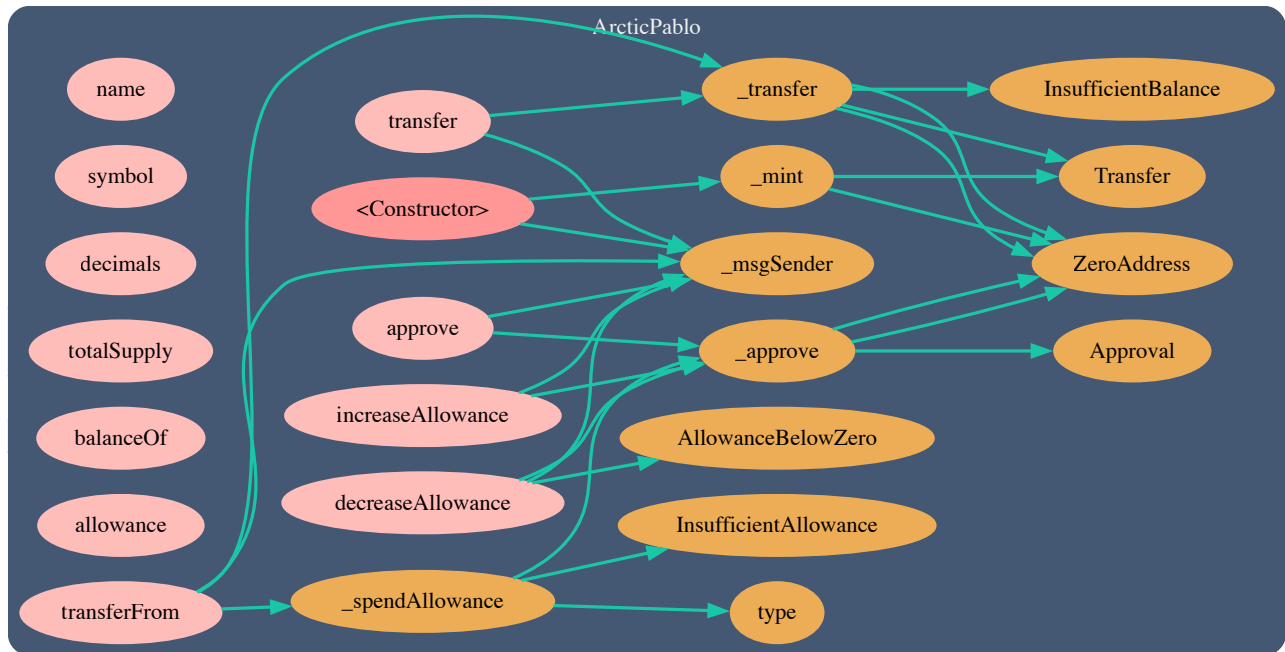 ArcticPablo
name
symbol
decimals
totalSupply
balanceOf
allowance
transferFrom
transfer
<Constructor>
approve
increaseAllowance
decreaseAllowance
_spendAllowance
_transfer
_mint
_msgSender
_approve
AllowanceBelowZero
InsufficientAllowance
type
InsufficientBalance
Transfer
ZeroAddress
Approval